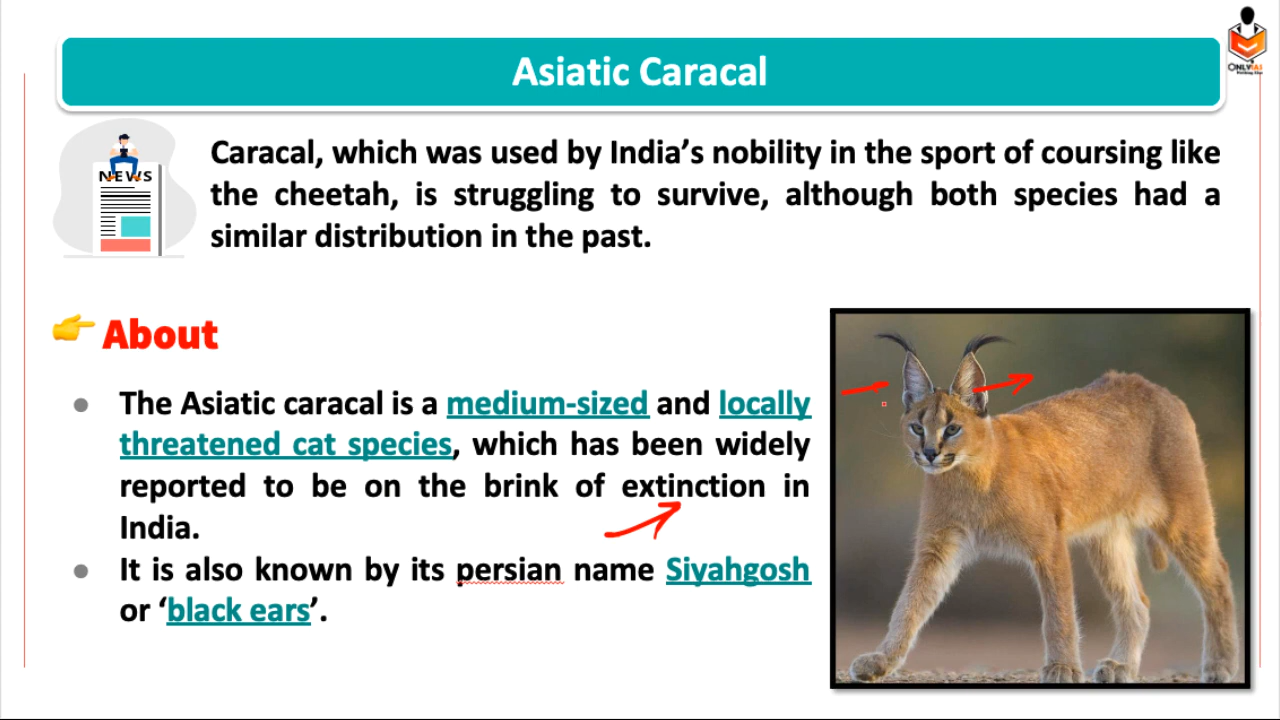 Asiatic Caracal
ONLYIAS
NEWS
Caracal, which was used by India’s nobility in the sport of coursing like
the cheetah, is struggling to survive, although both species had a
similar distribution in the past.
About
The Asiatic caracal is a medium-sized and locally
threatened cat species, which has been widely
reported to be on the brink of extinction in
India.
It is also known by its persian name Siyahgosh
or ‘black ears’.